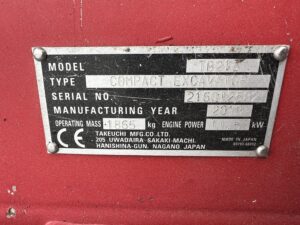 MODEL
TYPE COMPACT EXCAVATOR
SERIAL NO.
MANUFACTURING YEAR
OPERATING MASS 1865 kg ENGINE POWER kW
CE
TAKEUCHI MFG.CO.,LTD.
205 UWADAIRA SAKAKI-MACHI,
HANISHINA-GUN, NAGANO JAPAN
MADE IN JAPAN